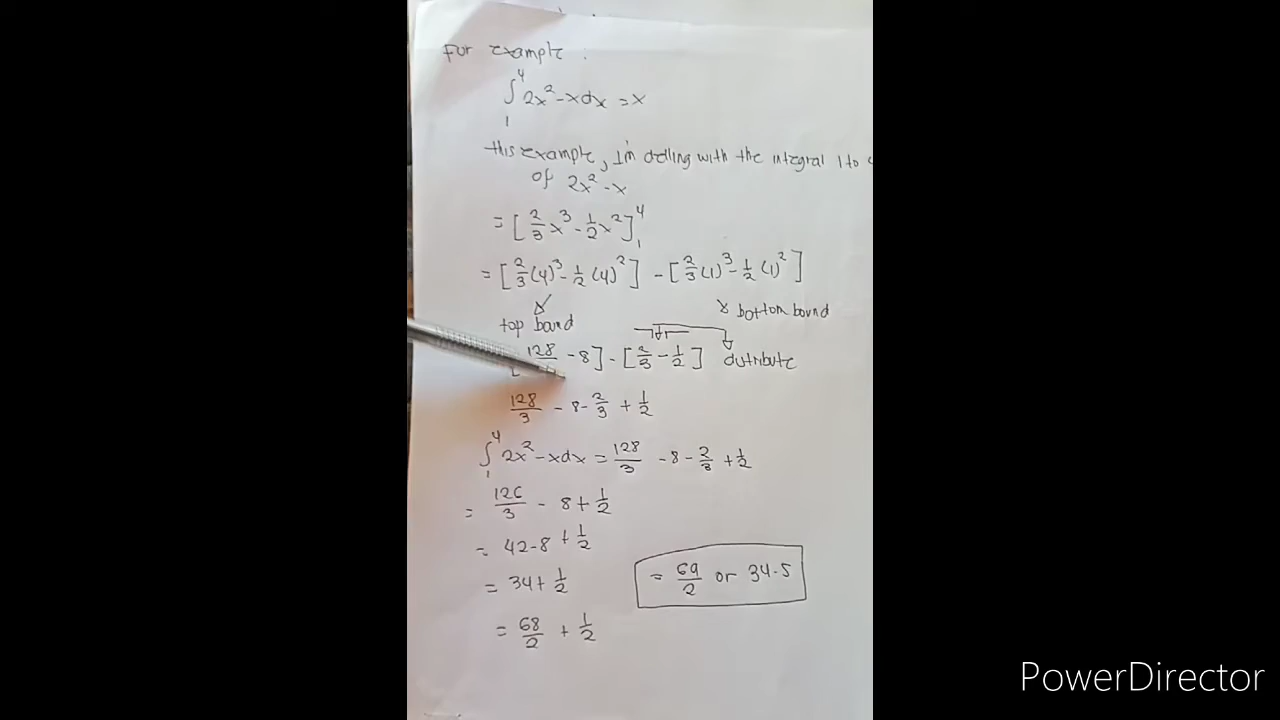 For example :
∫₁⁴ 2x² - x dx = x
this example, I'm delling with the integral 1 to
of 2x² - x
= [2/3 x³ - 1/2 x²]₁⁴
= [2/3 (4)³ - 1/2 (4)²] - [2/3 (1)³ - 1/2 (1)²]
top bound
bottom bound
[128/ - 8] - [2/3 - 1/2] dutribute
128/3 - 8 - 2/3 + 1/2
∫₁⁴ 2x² - x dx = 128/3 - 8 - 2/3 + 1/2
= 126/3 - 8 + 1/2
= 42 - 8 + 1/2
= 34 + 1/2
= 69/2 or 34.5
= 68/2 + 1/2
PowerDirector